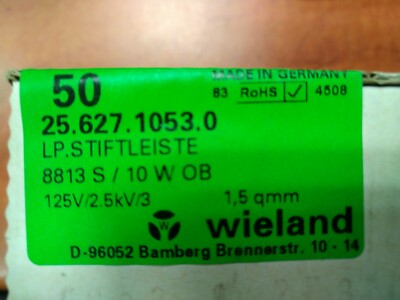 50 MADE IN GERMANY
83 RoHS ✓ 4508
25.627.1053.0
LP.STIFTLEISTE
8813 S / 10 W OB
125V/2.5kV/3 1,5 qmm
W wieland
D-96052 Bamberg Brennerstr. 10 - 14